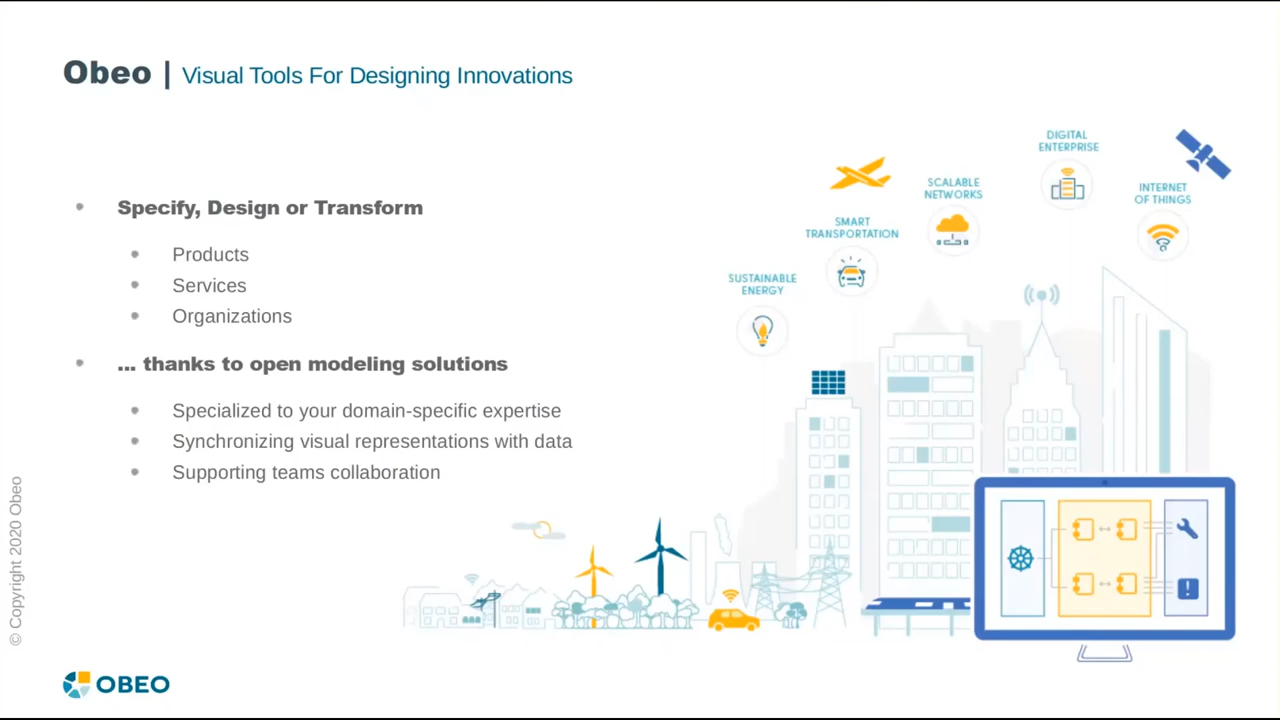 Obeo | Visual Tools For Designing Innovations
Specify, Design or Transform
Products
Services
Organizations
... thanks to open modeling solutions
Specialized to your domain-specific expertise
Synchronizing visual representations with data
Supporting teams collaboration
SUSTAINABLE
ENERGY
SMART
TRANSPORTATION
SCALABLE
NETWORKS
DIGITAL
ENTERPRISE
INTERNET
OF THINGS
© Copyright 2020 Obeo
OBEO